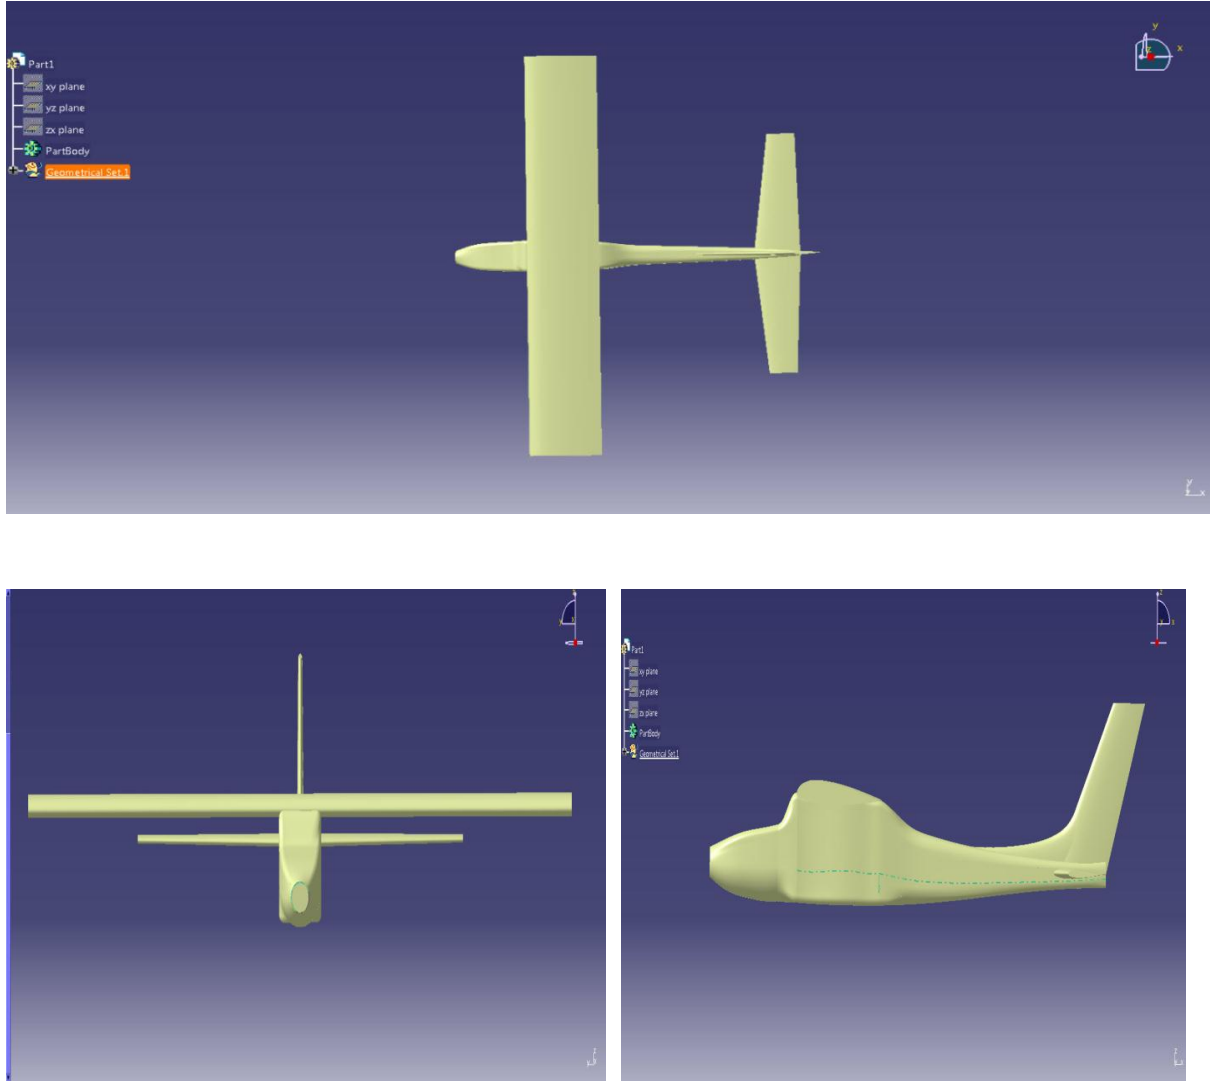 y
Part1
x
z
xy plane
yz plane
zx plane
PartBody
Geometrical Set.1
y
x
z
y
z
x
Part1
xy plane
yz plane
zx plane
PartBody
Geometrical Set.1
z